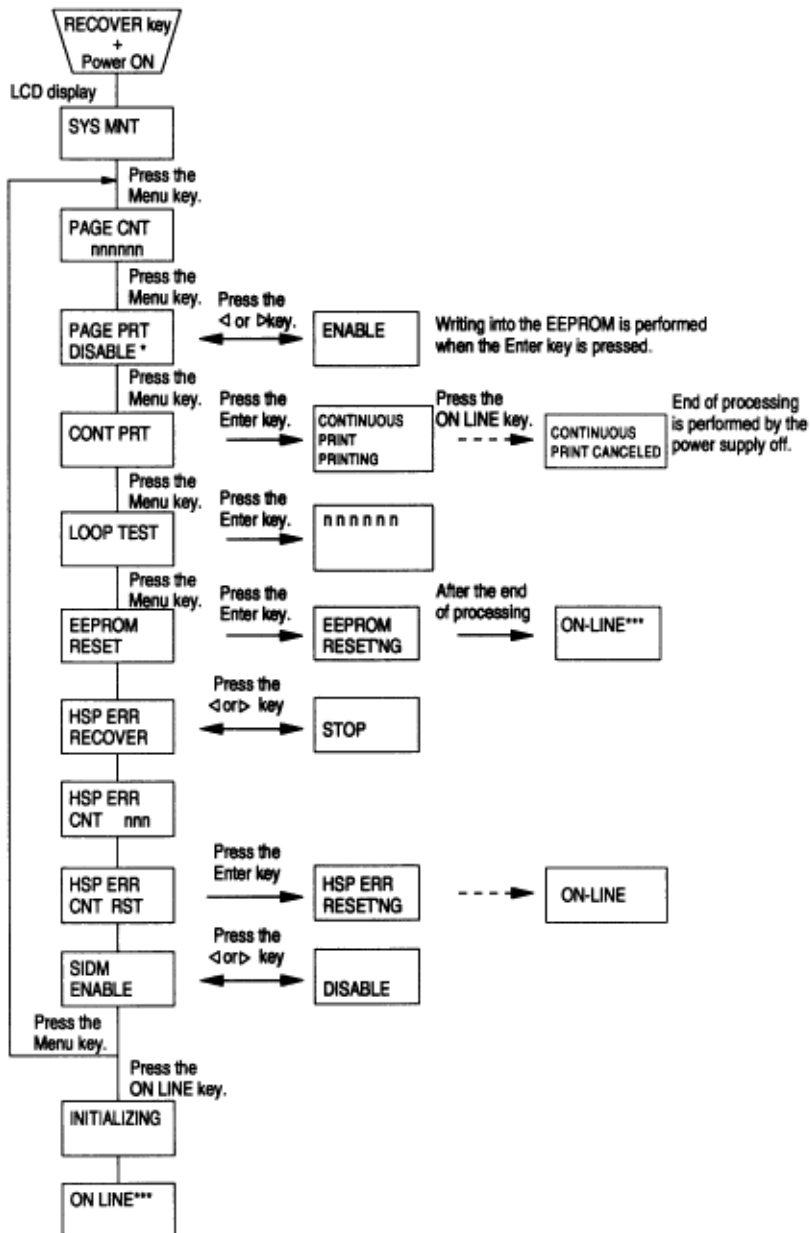 RECOVER key
+
Power ON
LCD display
SYS MNT
Press the
Menu key.
PAGE CNT
nnnnnn
Press the
Menu key.
PAGE PRT
DISABLE *
Press the
◁ or ▷key.
ENABLE
Writing into the EEPROM is performed
when the Enter key is pressed.
Press the
Menu key.
CONT PRT
Press the
Enter key.
CONTINUOUS
PRINT
PRINTING
Press the
ON LINE key.
CONTINUOUS
PRINT CANCELED
End of processing
is performed by the
power supply off.
Press the
Menu key.
LOOP TEST
Press the
Enter key.
n n n n n n
Press the
Menu key.
EEPROM
RESET
Press the
Enter key.
EEPROM
RESET'NG
After the end
of processing
ON-LINE***
HSP ERR
RECOVER
Press the
◁or▷ key
STOP
HSP ERR
CNT nnn
HSP ERR
CNT RST
Press the
Enter key
HSP ERR
RESET'NG
ON-LINE
SIDM
ENABLE
Press the
◁or▷ key
DISABLE
Press the
Menu key.
Press the
ON LINE key.
INITIALIZING
ON LINE***